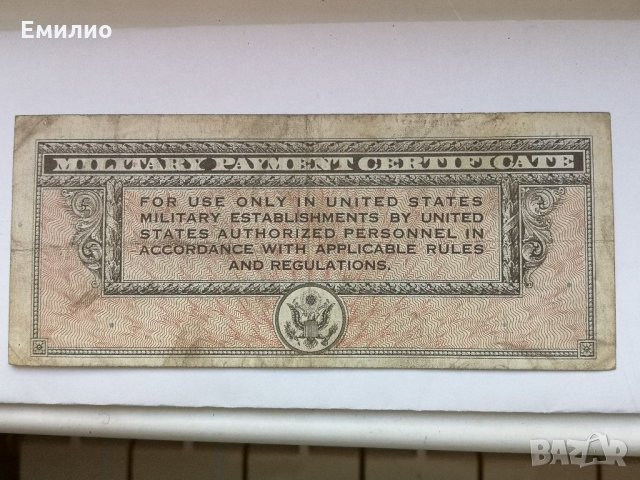 Емилио
MILITARY PAYMENT CERTIFICATE
FOR USE ONLY IN UNITED STATES
MILITARY ESTABLISHMENTS BY UNITED
STATES AUTHORIZED PERSONNEL IN
ACCORDANCE WITH APPLICABLE RULES
AND REGULATIONS.
BAZAR